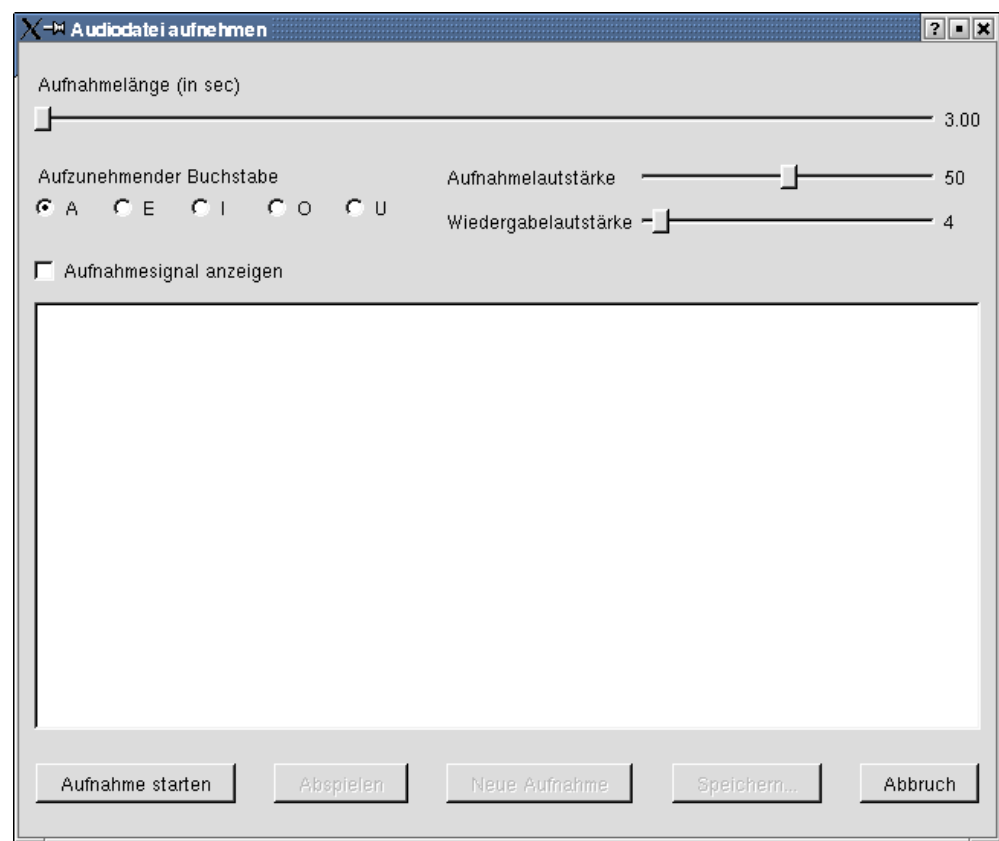 Audiodatei aufnehmen
Aufnahmelänge (in sec)
3.00
Aufzunehmender Buchstabe
A E I O U
Aufnahmelautstärke 50
Wiedergabelautstärke 4
Aufnahmesignal anzeigen
Aufnahme starten Abspielen Neue Aufnahme Speichern... Abbruch